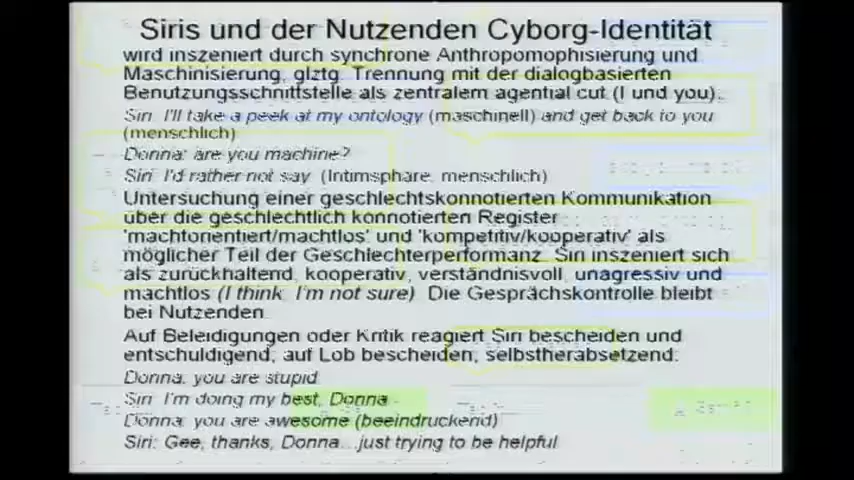 Siris und der Nutzenden Cyborg-Identität
wird inszeniert durch synchrone Anthropomophisierung und
Maschinisierung, glztg. Trennung mit der dialogbasierten
Benutzungsschnittstelle als zentralem agential cut (I und you).
Siri: I'll take a peek at my ontology (maschinell) and get back to you
(menschlich)
Donna: are you machine?
Siri: I'd rather not say. (Intimsphäre, menschlich)
Untersuchung einer geschlechtskonnotierten Kommunikation
über die geschlechtlich konnotierten Register
'machtorientiert/machtlos' und 'kompetitiv/kooperativ' als
möglicher Teil der Geschlechterperformanz. Siri inszeniert sich
als zurückhaltend, kooperativ, verständnisvoll, unagressiv und
machtlos (I think. I'm not sure). Die Gesprächskontrolle bleibt
bei Nutzenden.
Auf Beleidigungen oder Kritik reagiert Siri bescheiden und
entschuldigend, auf Lob bescheiden, selbstherabsetzend:
Donna: you are stupid
Siri: I'm doing my best, Donna.
Donna: you are awesome (beeindruckend)
Siri: Gee, thanks, Donna...just trying to be helpful